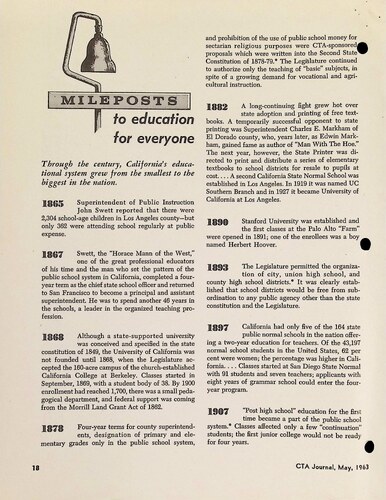 MILEPOSTS
to education
for everyone
Through the century, California's educa-
tional system grew from the smallest to the
biggest in the nation.
1865 Superintendent of Public Instruction
John Swett reported that there were
2,304 school-age children in Los Angeles county—but
only 362 were attending school regularly at public
expense.
1867 Swett, the "Horace Mann of the West,"
one of the great professional educators
of his time and the man who set the pattern of the
public school system in California, completed a four-
year term as the third state school officer and returned
to San Francisco to become a principal and assistant
superintendent. He was to spend another 46 years in
the schools, a leader in the organized teaching pro-
fession.
1868 Although a state-supported university
was conceived and specified in the state
constitution of 1849, the University of California was
not founded until 1868, when the Legislature accepted
the 160-acre campus of the church-established
California College at Berkeley. Classes started in
September, 1869, with a student body of 38. By 1900
enrollment had reached 1,700, there was a small peda-
gogical department, and federal support was coming
from the Morrill Land Grant Act of 1862.
1878 Four-year terms for county superintend-
ents, designation of primary and ele-
mentary grades only in the public school system,
and prohibition of the use of public school money for
sectarian religious purposes were CTA-sponsored
proposals which were written into the Second State
Constitution of 1878-79.* The Legislature continued
to authorize only the teaching of "basic" subjects, in
spite of a growing demand for vocational and agri-
cultural instruction.
1882 A long-continuing fight grew hot over
state adoption and printing of free text-
books. A temporarily successful opponent to state
printing was Superintendent Charles E. Markham of
El Dorado county, who, years later, as Edwin Mark-
ham, gained fame as author of "Man With The Hoe."
The next year, however, the State Printer was di-
rected to print and distribute a series of elementary
textbooks to school districts for resale to pupils at
cost. . . . A second California State Normal School was
established in Los Angeles. In 1919 it was named UC
Southern Branch and in 1927 it became University of
California at Los Angeles.
1890 Stanford University was established and
the first classes at the Palo Alto "Farm"
were opened in 1891; one of the enrollees was a boy
named Herbert Hoover.
1893 The Legislature permitted the organiza-
tion of city, union high school, and
county high school districts.* It was clearly estab-
lished that school districts would be free from sub-
ordination to any public agency other than the state
constitution and the Legislature.
1897 California had only five of the 164 state
public normal schools in the nation offering
a two-year education for teachers. Of the 43,197
normal school students in the United States, 62 per
cent were women; the percentage was higher in Cali-
fornia. . . . Classes started at San Diego State Normal
with 91 students and seven teachers; applicants with
eight years of grammar school could enter the four-
year program.
1907 "Post high school" education for the first
time became a part of the public school
system.* Classes affected only a few "continuation"
students; the first junior college would not be ready
for four years.
18
CTA Journal, May, 1963